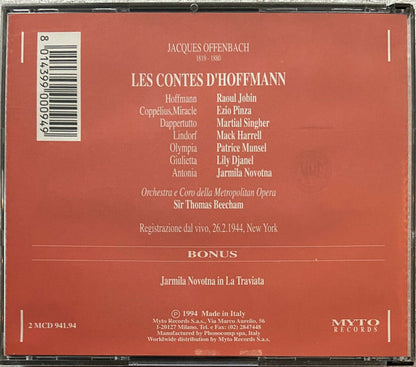 JACQUES OFFENBACH
1819 - 1880
LES CONTES D'HOFFMANN
Hoffmann Raoul Jobin
Coppélius,Miracle Ezio Pinza
Dappertutto Martial Singher
Lindorf Mack Harrell
Olympia Patrice Munsel
Giulietta Lily Djanel
Antonia Jarmila Novotna
Orchestra e Coro della Metropolitan Opera
Sir Thomas Beecham
Registrazione dal vivo, 26.2.1944, New York
BONUS
Jarmila Novotna in La Traviata
℗ 1994 Made in Italy
Myto Records S.a.s., Via Marco Aurelio, 56
I-20127 Milano. Tel. e Fax: (02) 2847448
Manufactured by Phonocomp spa, Italy
Worldwide distribution by Myto Records S.a.s.
2 MCD 941.94
MYTO
RECORDS
8 014399 000949